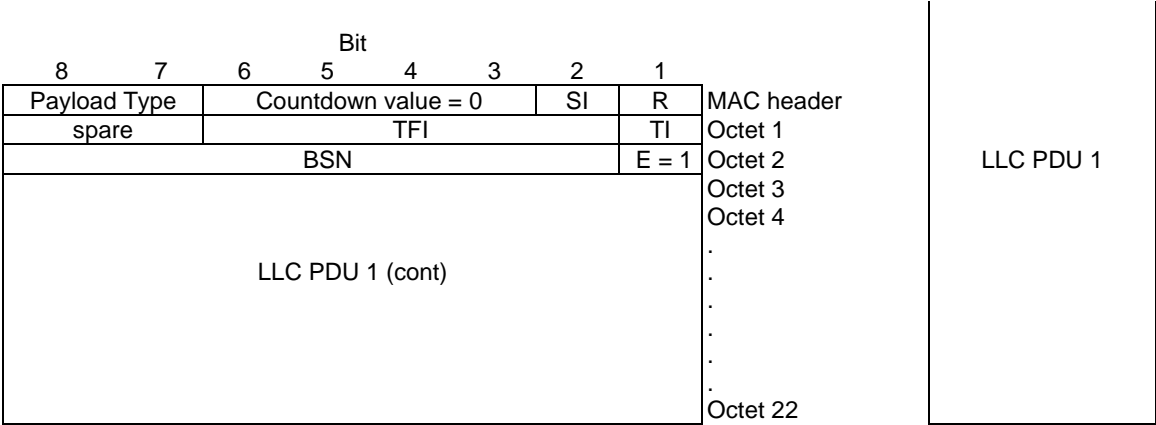 Bit
8 7 6 5 4 3 2 1
Payload Type Countdown value = 0 SI R MAC header
spare TFI TI Octet 1
BSN E = 1 Octet 2
LLC PDU 1
Octet 3
Octet 4
.
LLC PDU 1 (cont) .
.
.
.
.
Octet 22